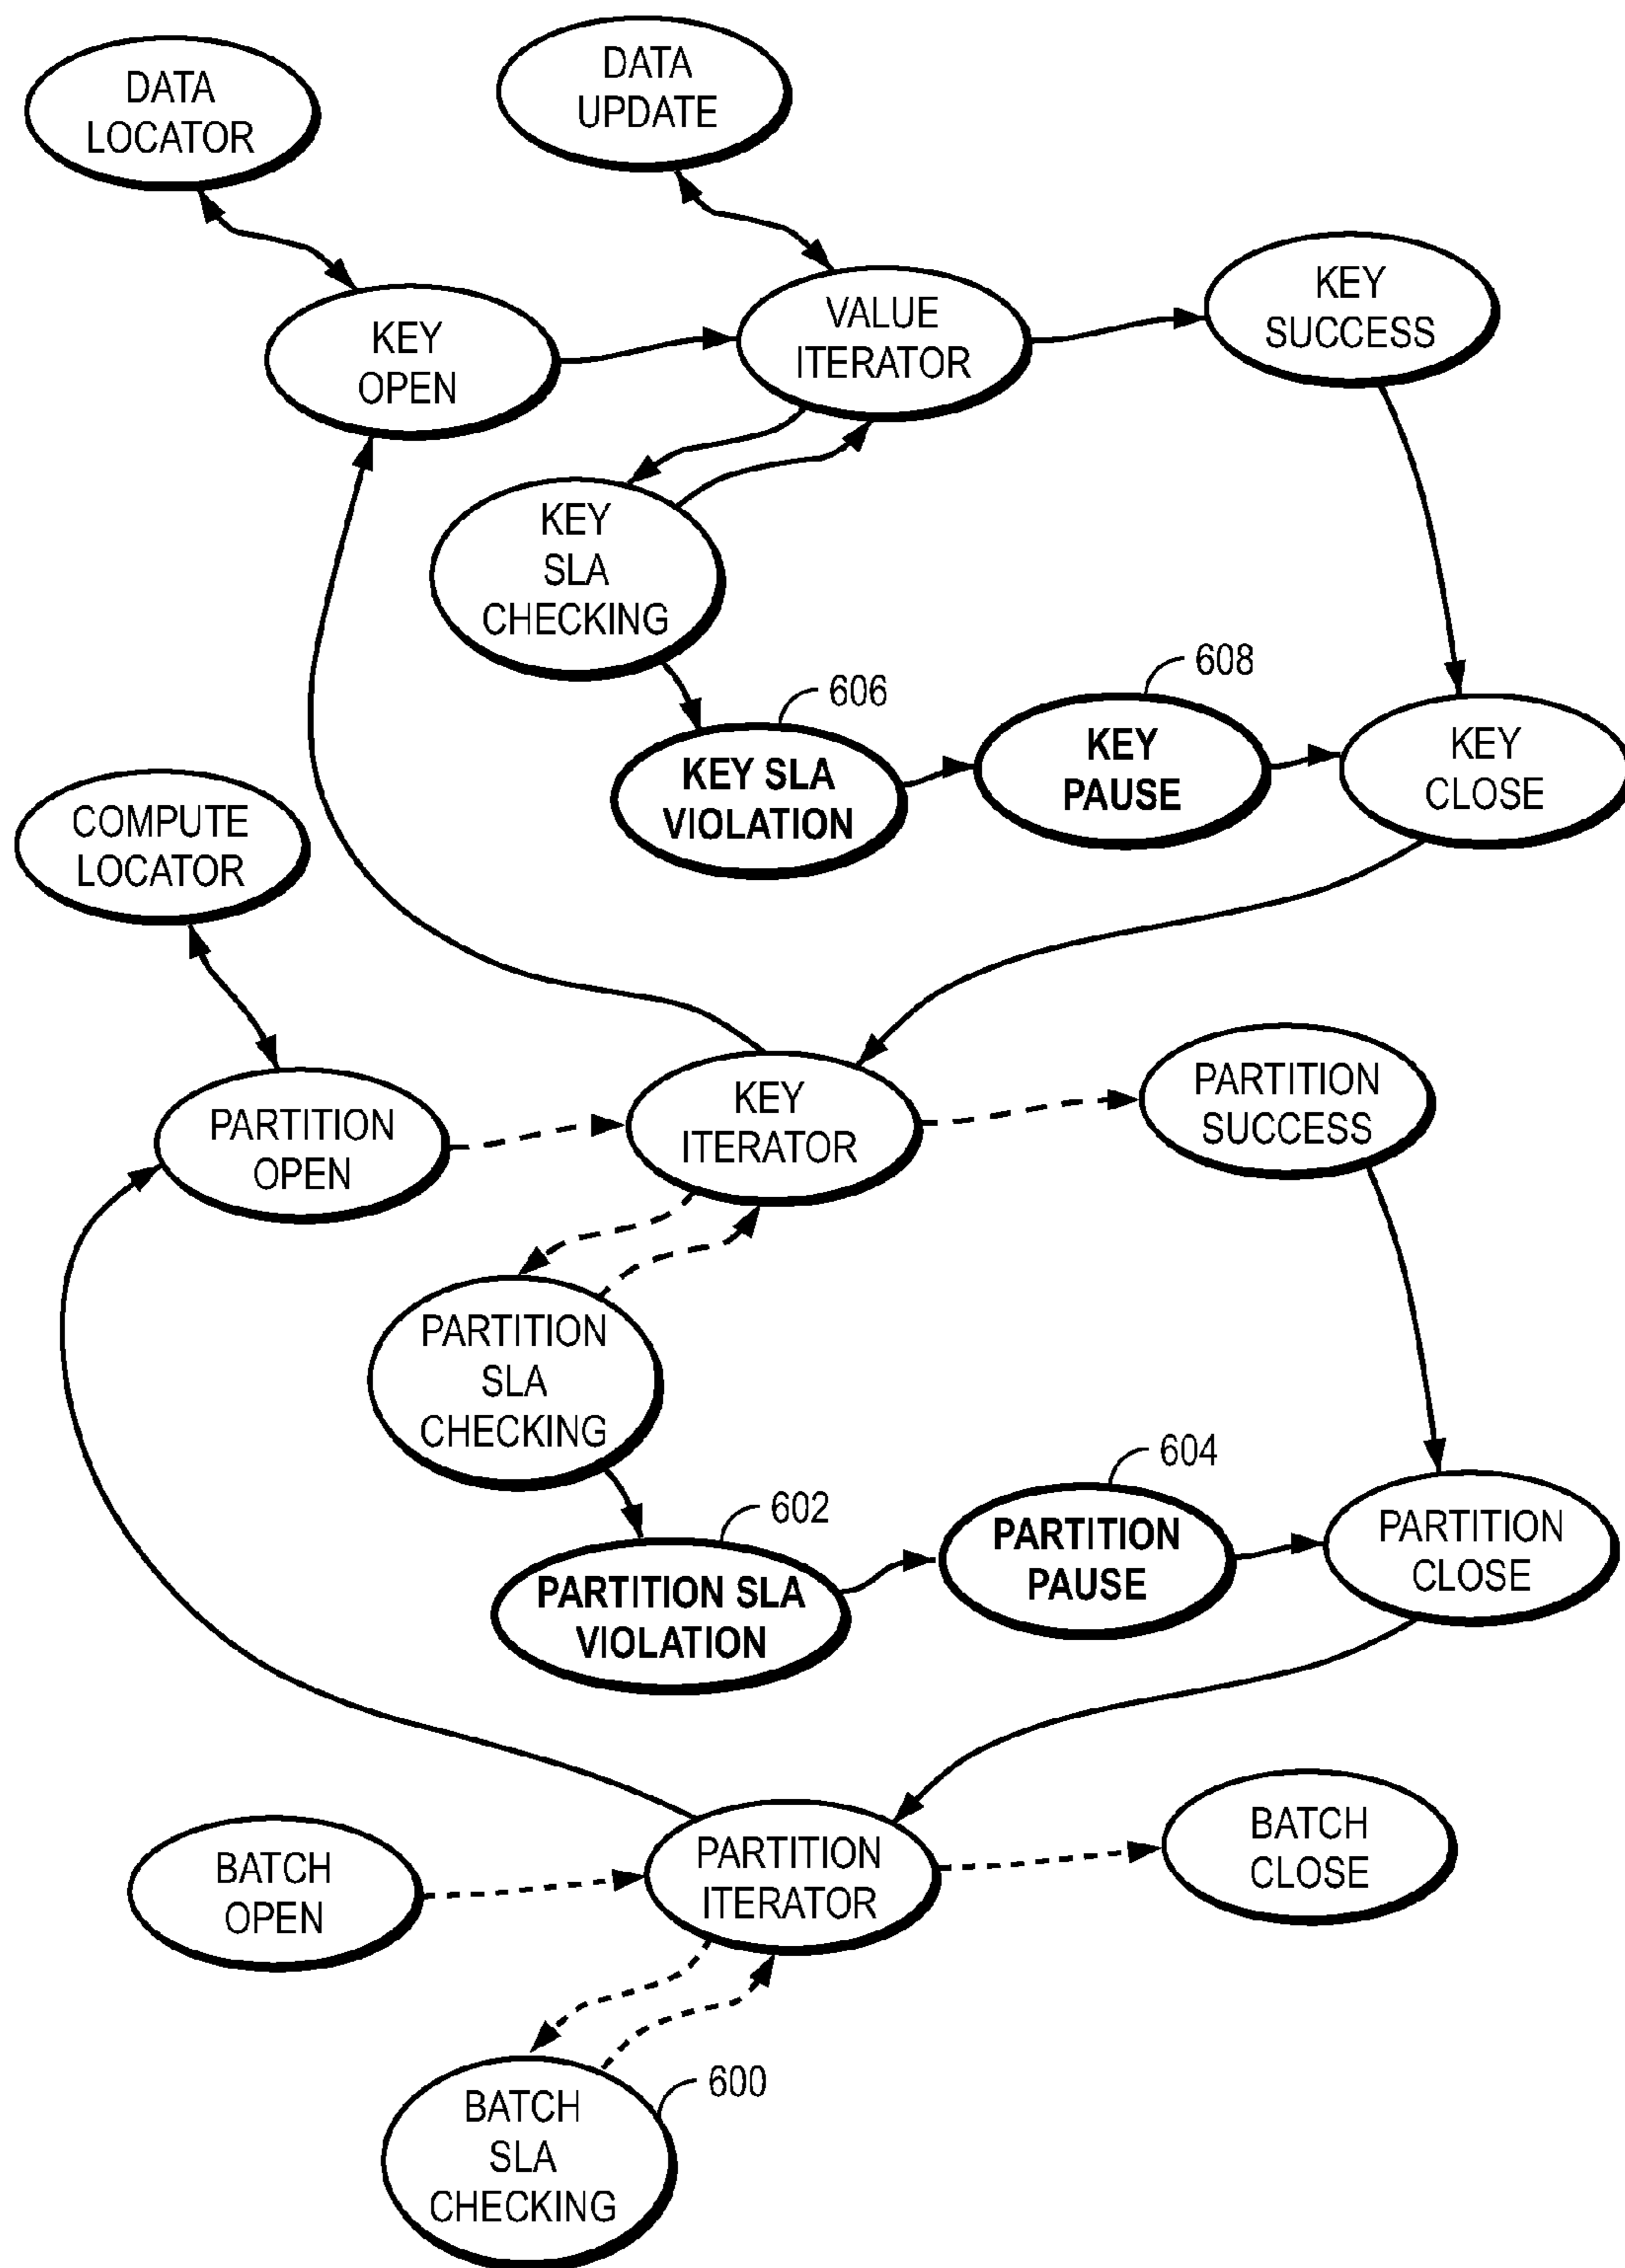 DATA
LOCATOR
DATA
UPDATE
KEY
OPEN
VALUE
ITERATOR
KEY
SUCCESS
KEY
SLA
CHECKING
606
KEY SLA
VIOLATION
608
KEY
PAUSE
KEY
CLOSE
COMPUTE
LOCATOR
PARTITION
OPEN
KEY
ITERATOR
PARTITION
SUCCESS
PARTITION
SLA
CHECKING
602
PARTITION SLA
VIOLATION
604
PARTITION
PAUSE
PARTITION
CLOSE
BATCH
OPEN
PARTITION
ITERATOR
BATCH
CLOSE
600
BATCH
SLA
CHECKING